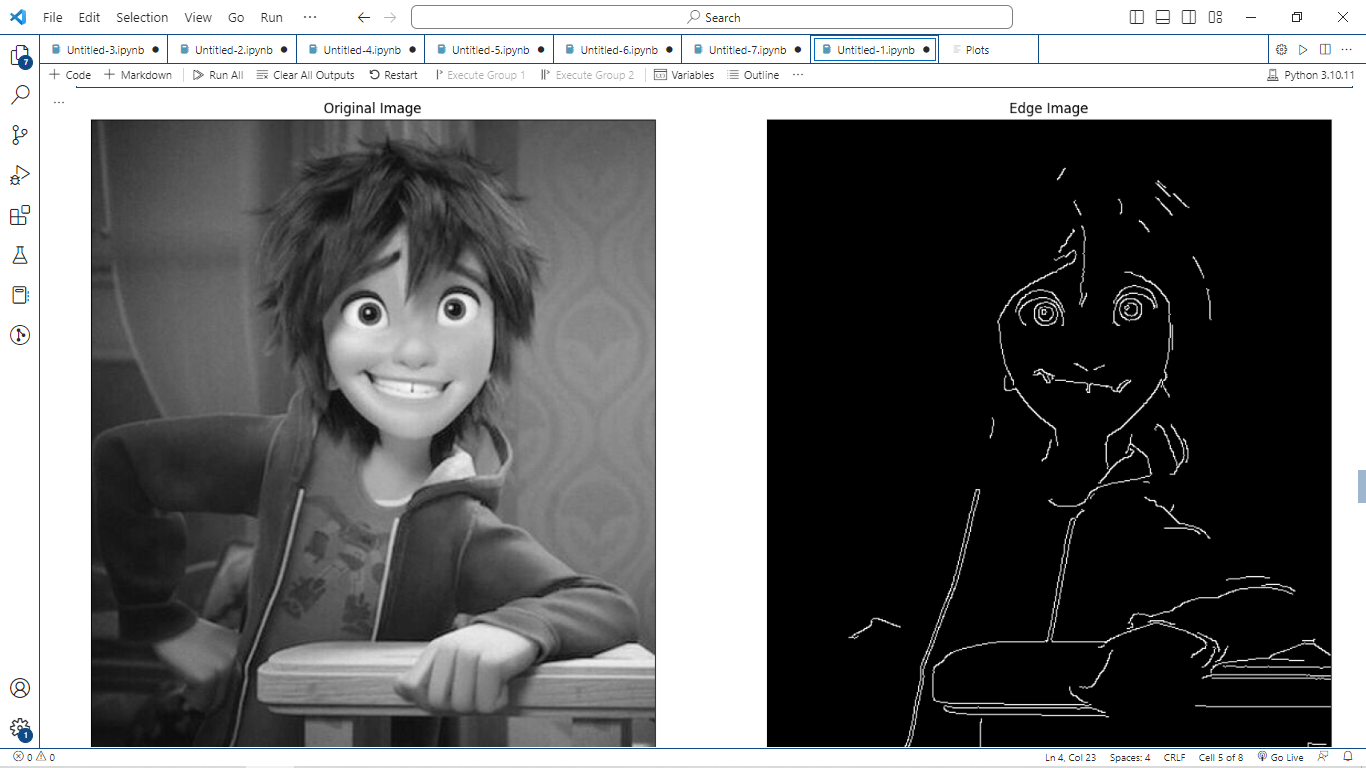 File Edit Selection View Go Run ··· Search
Untitled-3.ipynb Untitled-2.ipynb Untitled-4.ipynb Untitled-5.ipynb Untitled-6.ipynb Untitled-7.ipynb Untitled-1.ipynb Plots
7
+ Code + Markdown Run All Clear All Outputs Restart Execute Group 1 Execute Group 2 Variables Outline ··· Python 3.10.11
Original Image Edge Image
1
0 0 Ln 4, Col 23 Spaces: 4 CRLF Cell 5 of 8 Go Live